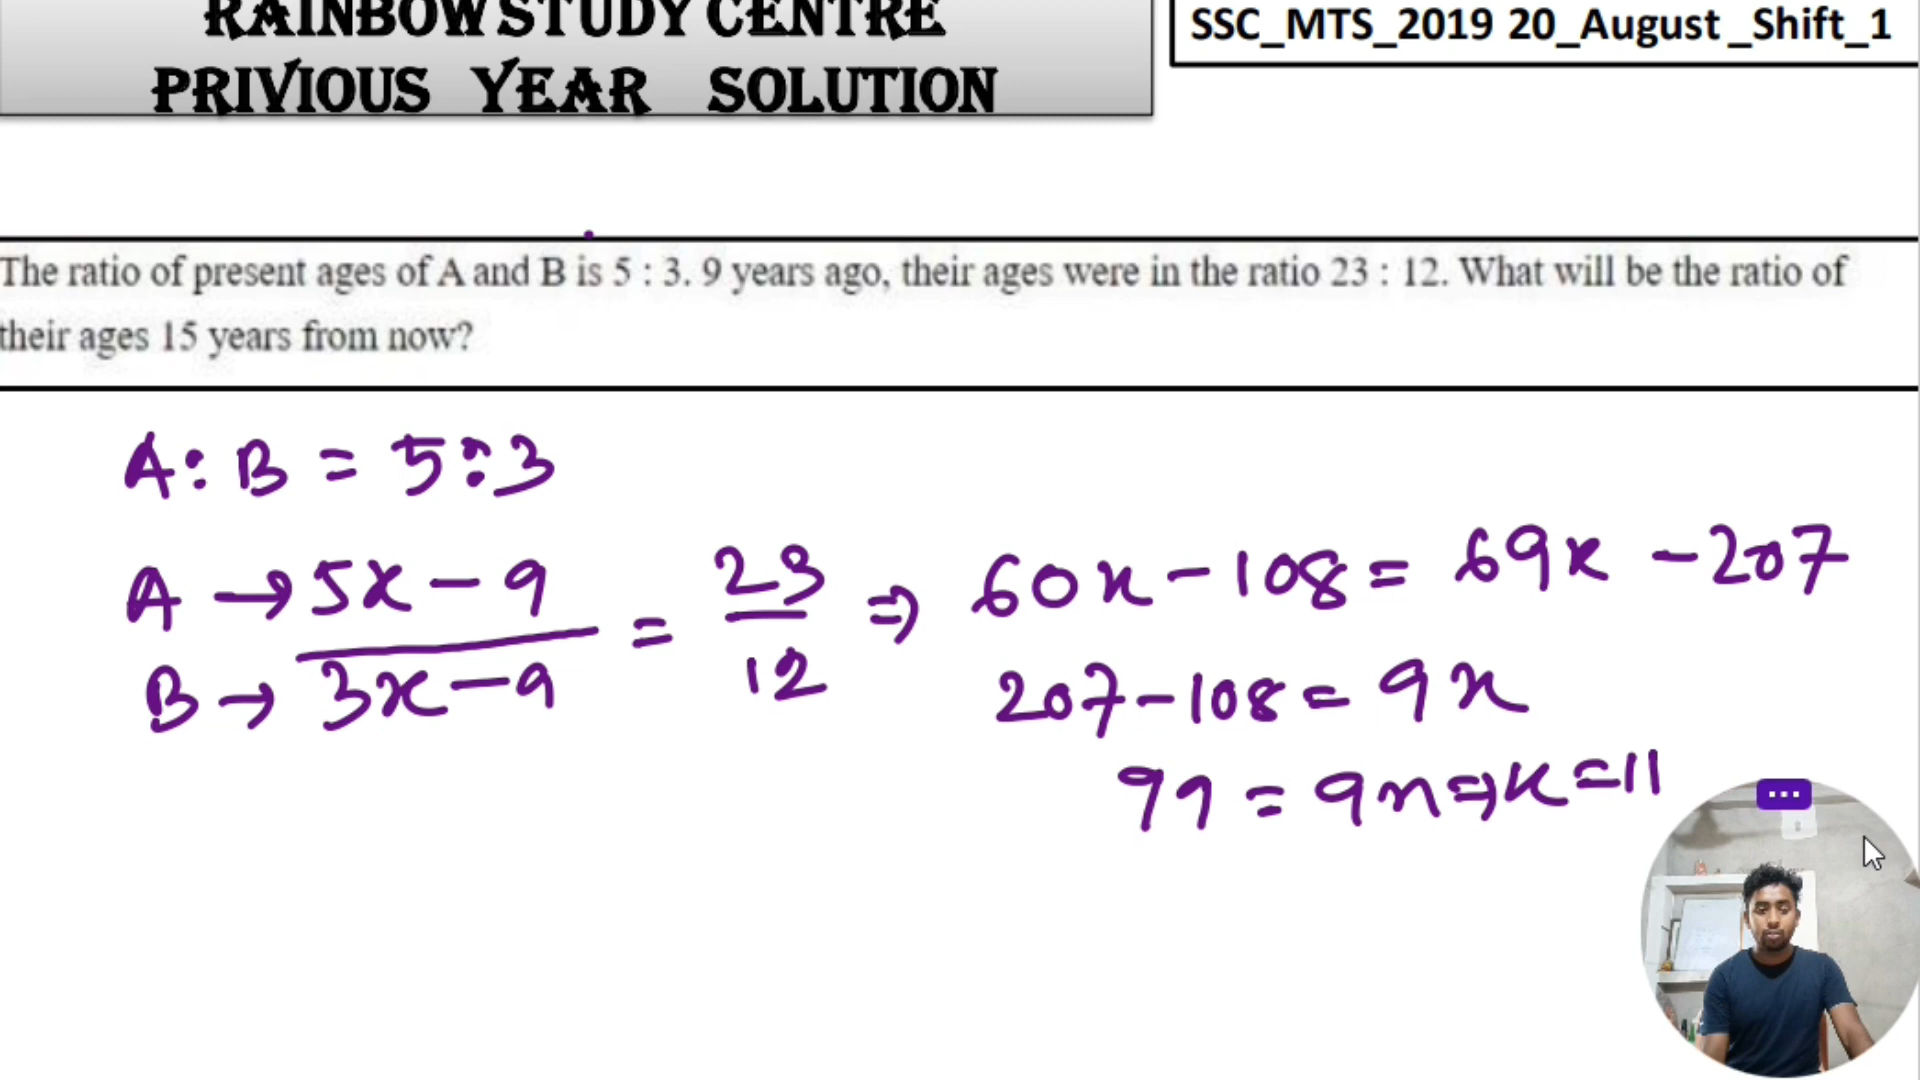 RAINBOW STUDY CENTRE
PRIVIOUS YEAR SOLUTION
SSC_MTS_2019 20_August _Shift_1
The ratio of present ages of A and B is 5 : 3. 9 years ago, their ages were in the ratio 23 : 12. What will be the ratio of
their ages 15 years from now?
A : B = 5 : 3
A → 5x - 9 / B → 3x - 9 = 23 / 12 ⇒ 60x - 108 = 69x - 207
207 - 108 = 9x
99 = 9x ⇒ x = 11